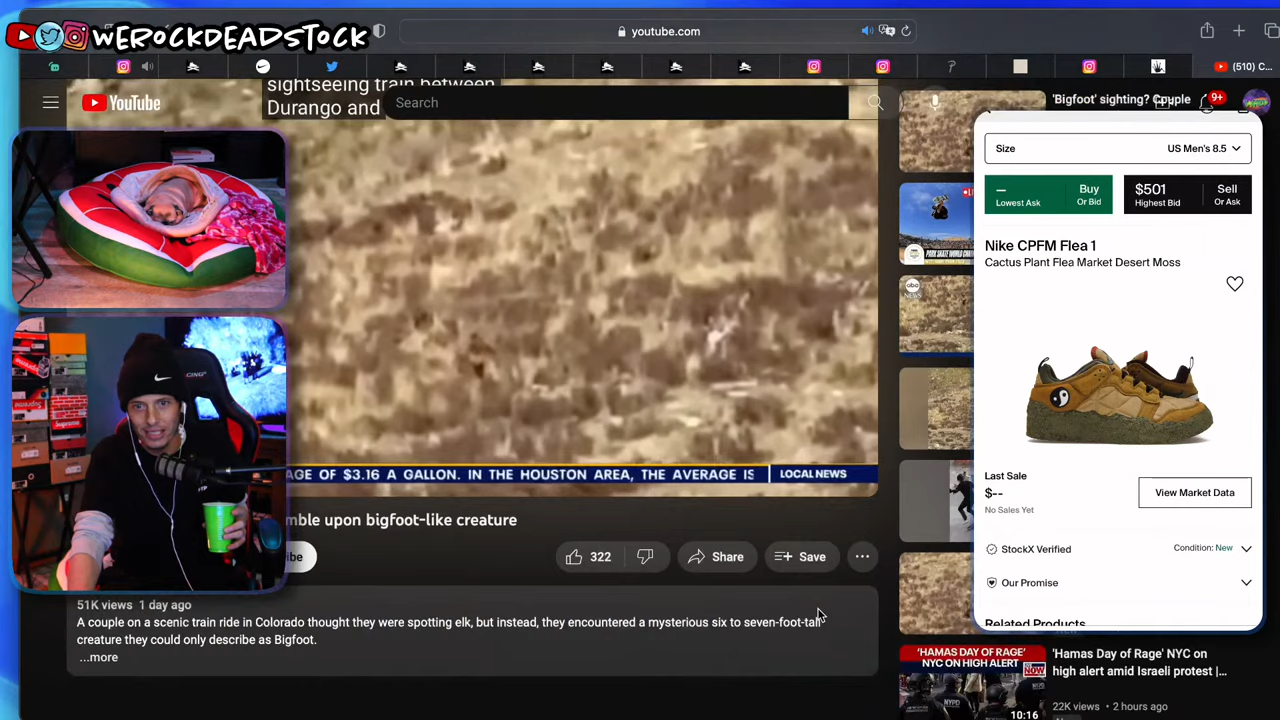 WEROCKDEADSTOCK
youtube.com
(510) C...
sightseeing train between
Durango and
YouTube
Search
9+
'Bigfoot' sighting? Couple
Size
US Men's 8.5
—
Lowest Ask
Buy
Or Bid
$501
Highest Bid
Sell
Or Ask
Nike CPFM Flea 1
Cactus Plant Flea Market Desert Moss
Last Sale
$--
No Sales Yet
View Market Data
StockX Verified
Condition: New
Our Promise
Related Products
abc
NEWS
AGE OF $3.16 A GALLON. IN THE HOUSTON AREA, THE AVERAGE IS
LOCAL NEWS
mble upon bigfoot-like creature
ibe
322
Share
Save
51K views 1 day ago
A couple on a scenic train ride in Colorado thought they were spotting elk, but instead, they encountered a mysterious six to seven-foot-tall
creature they could only describe as Bigfoot.
...more
'HAMAS DAY OF RAGE'
NYC ON HIGH ALERT
NOW
10:16
'Hamas Day of Rage' NYC on
high alert amid Israeli protest |...
22K views • 2 hours ago